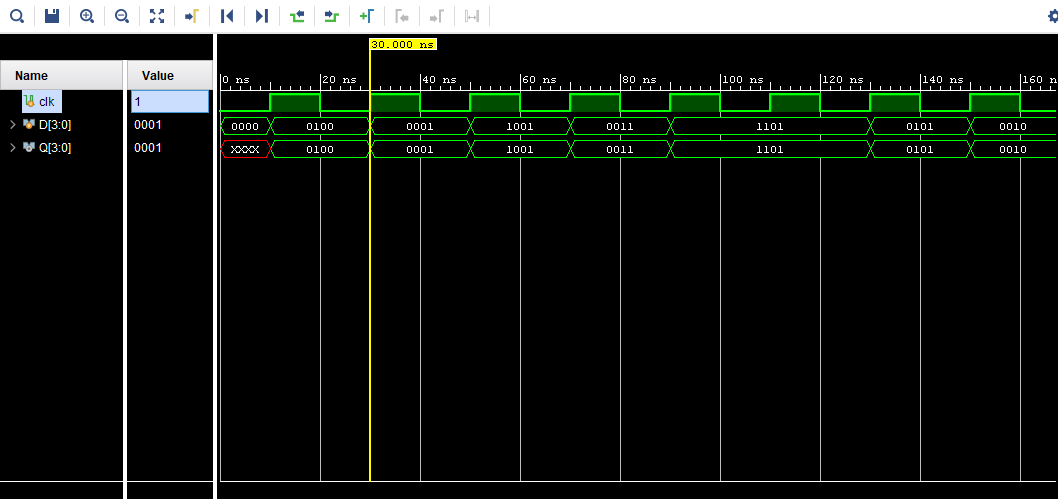 30.000 ns
Name Value
0 ns 20 ns 40 ns 60 ns 80 ns 100 ns 120 ns 140 ns 160 n
clk 1
D[3:0] 0001 0000 0100 0001 1001 0011 1101 0101 0010
Q[3:0] 0001 XXXX 0100 0001 1001 0011 1101 0101 0010